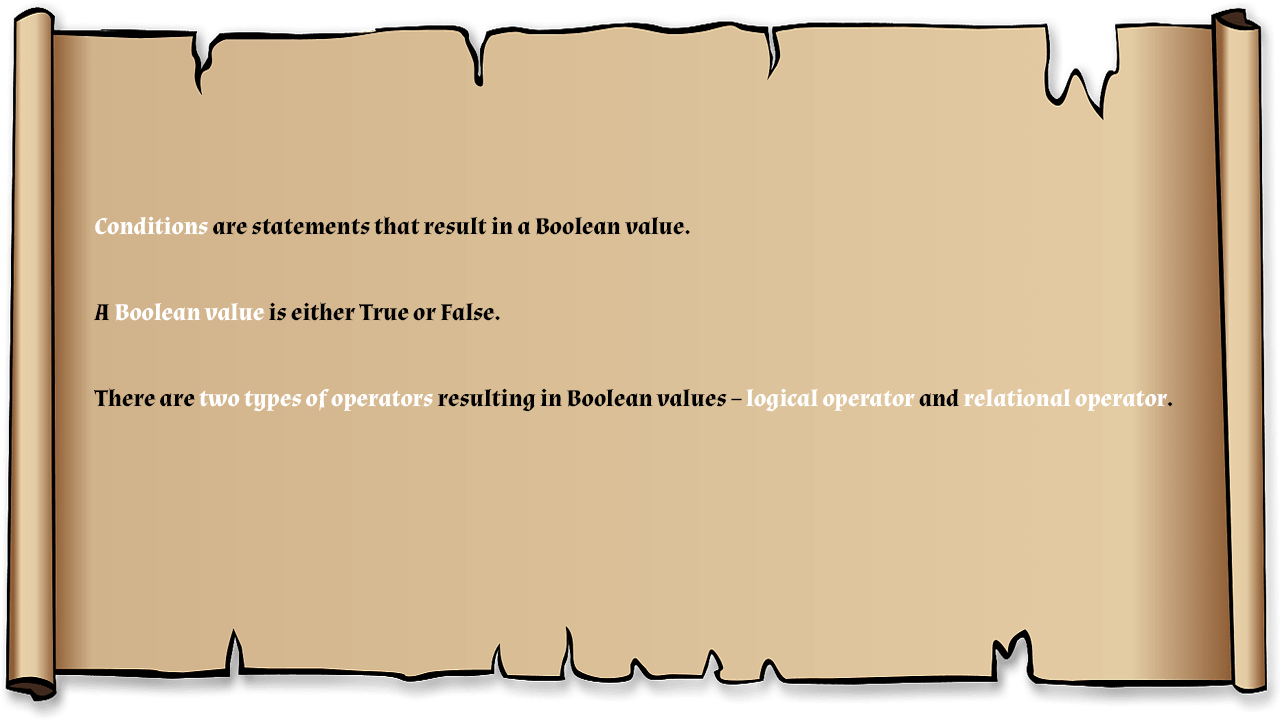 Conditions are statements that result in a Boolean value.
A Boolean value is either True or False.
There are two types of operators resulting in Boolean values – logical operator and relational operator.